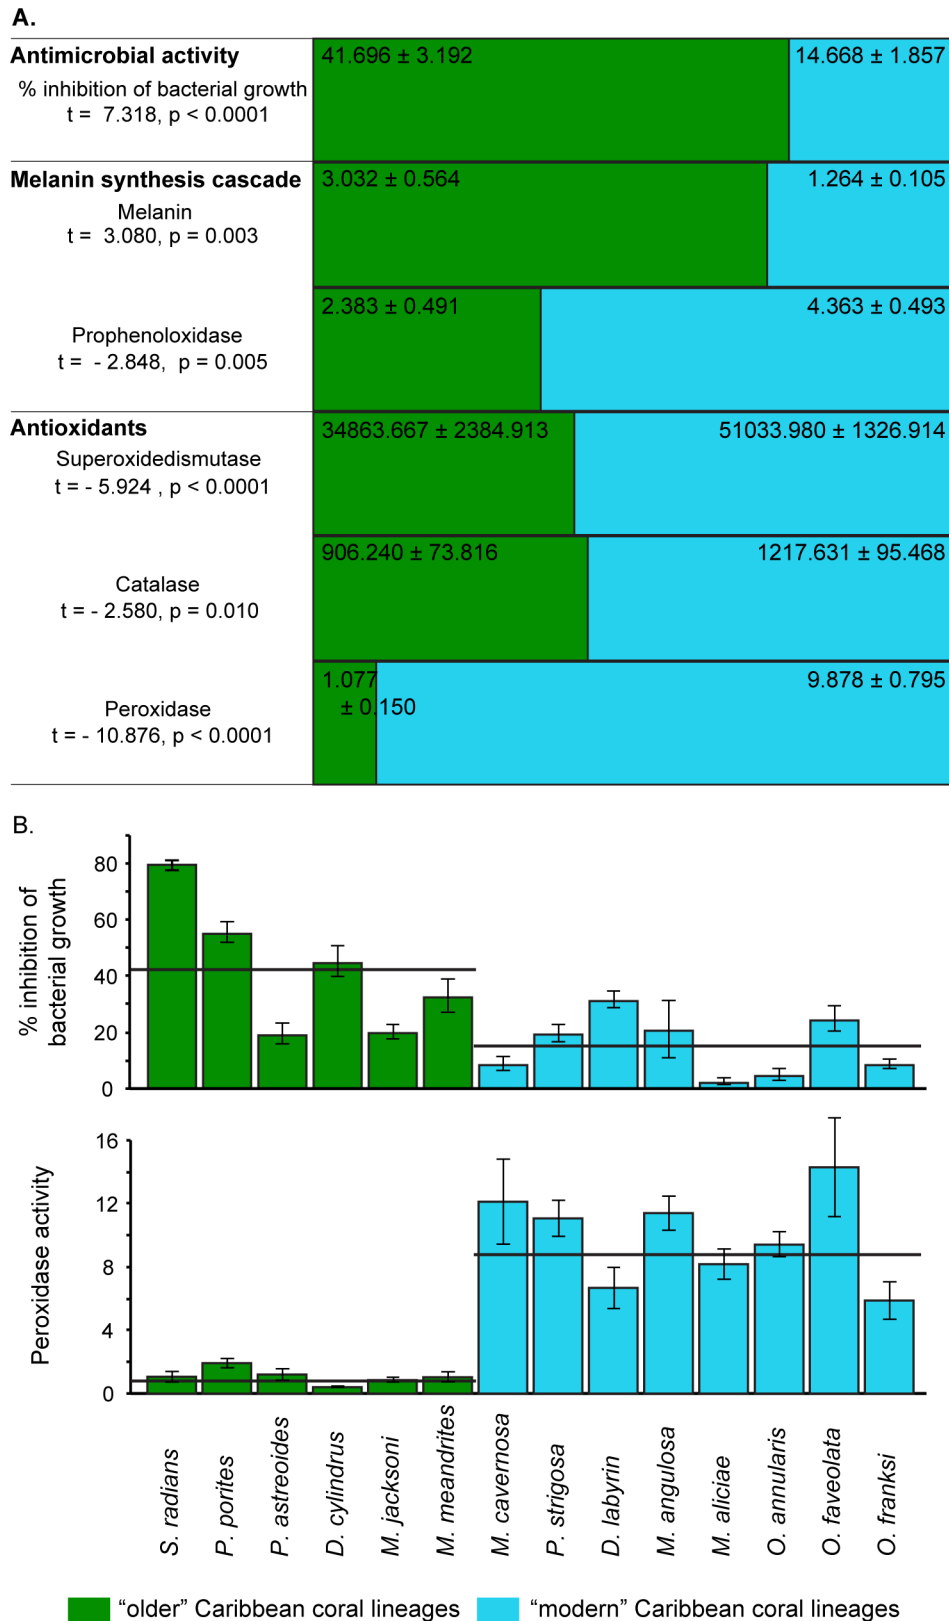 A.
Antimicrobial activity
% inhibition of bacterial growth
t = 7.318, p < 0.0001
41.696 ± 3.192
14.668 ± 1.857
Melanin synthesis cascade
Melanin
t = 3.080, p = 0.003
3.032 ± 0.564
1.264 ± 0.105
Prophenoloxidase
t = - 2.848, p = 0.005
2.383 ± 0.491
4.363 ± 0.493
Antioxidants
Superoxidedismutase
t = - 5.924 , p < 0.0001
34863.667 ± 2384.913
51033.980 ± 1326.914
Catalase
t = - 2.580, p = 0.010
906.240 ± 73.816
1217.631 ± 95.468
Peroxidase
t = - 10.876, p < 0.0001
1.077
± 0.150
9.878 ± 0.795
B.
% inhibition of
bacterial growth
80
60
40
20
0
Peroxidase activity
16
12
8
4
0
S. radians
P. porites
P. astreoides
D. cylindrus
M. jacksoni
M. meandrites
M. cavernosa
P. strigosa
D. labyrin
M. angulosa
M. aliciae
O. annularis
O. faveolata
O. franksi
“older” Caribbean coral lineages
“modern” Caribbean coral lineages